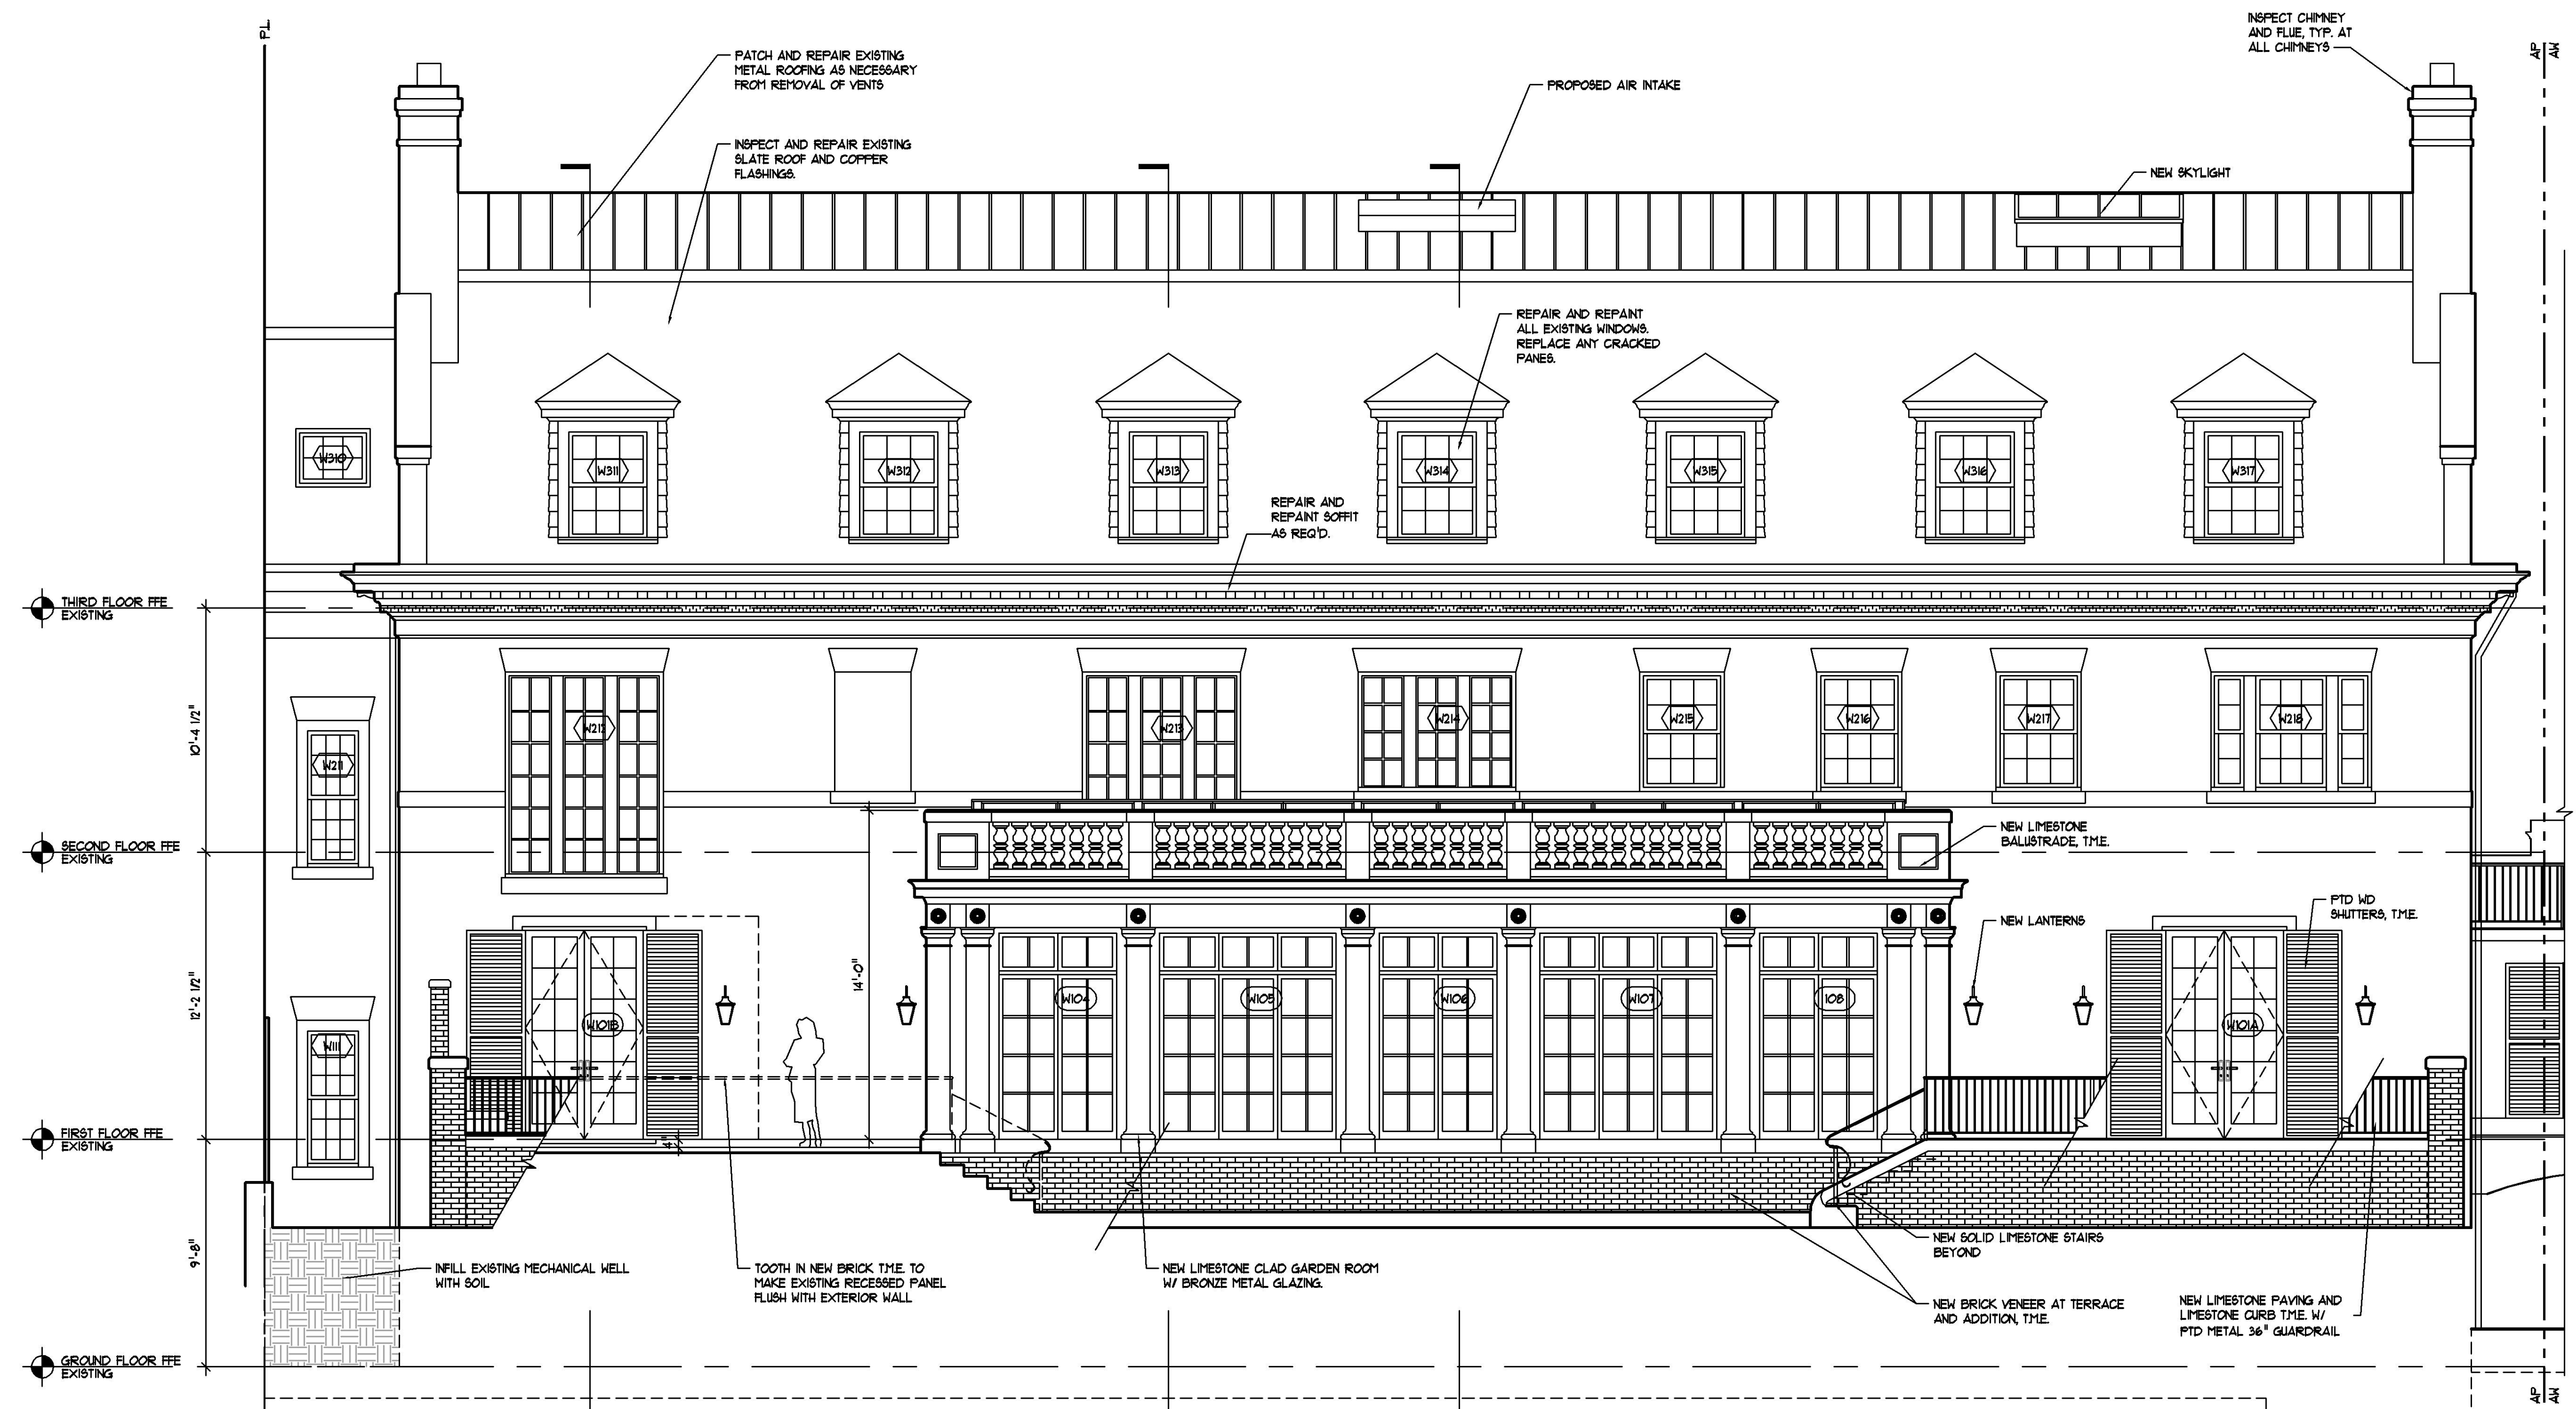 P.L.
INSPECT CHIMNEY
AND FLUE, TYP. AT
ALL CHIMNEYS
AP
AW
PATCH AND REPAIR EXISTING
METAL ROOFING AS NECESSARY
FROM REMOVAL OF VENTS
PROPOSED AIR INTAKE
INSPECT AND REPAIR EXISTING
SLATE ROOF AND COPPER
FLASHINGS.
NEW SKYLIGHT
REPAIR AND REPAINT
ALL EXISTING WINDOWS.
REPLACE ANY CRACKED
PANES.
W310
W311
W312
W313
W314
W315
W316
W317
REPAIR AND
REPAINT SOFFIT
AS REQ'D.
THIRD FLOOR FFE
EXISTING
10'-4 1/2"
W211
W212
W213
W214
W215
W216
W217
W218
SECOND FLOOR FFE
EXISTING
NEW LIMESTONE
BALUSTRADE, T.M.E.
PTD WD
SHUTTERS, T.M.E.
NEW LANTERNS
12'-2 1/2"
14'-0"
W111
W101B
W104
W105
W106
W107
108
W101A
FIRST FLOOR FFE
EXISTING
4"
9'-8"
NEW SOLID LIMESTONE STAIRS
BEYOND
INFILL EXISTING MECHANICAL WELL
WITH SOIL
TOOTH IN NEW BRICK T.M.E. TO
MAKE EXISTING RECESSED PANEL
FLUSH WITH EXTERIOR WALL
NEW LIMESTONE CLAD GARDEN ROOM
W/ BRONZE METAL GLAZING.
NEW BRICK VENEER AT TERRACE
AND ADDITION, T.M.E.
NEW LIMESTONE PAVING AND
LIMESTONE CURB T.M.E. W/
PTD METAL 36" GUARDRAIL
GROUND FLOOR FFE
EXISTING
AP
AW